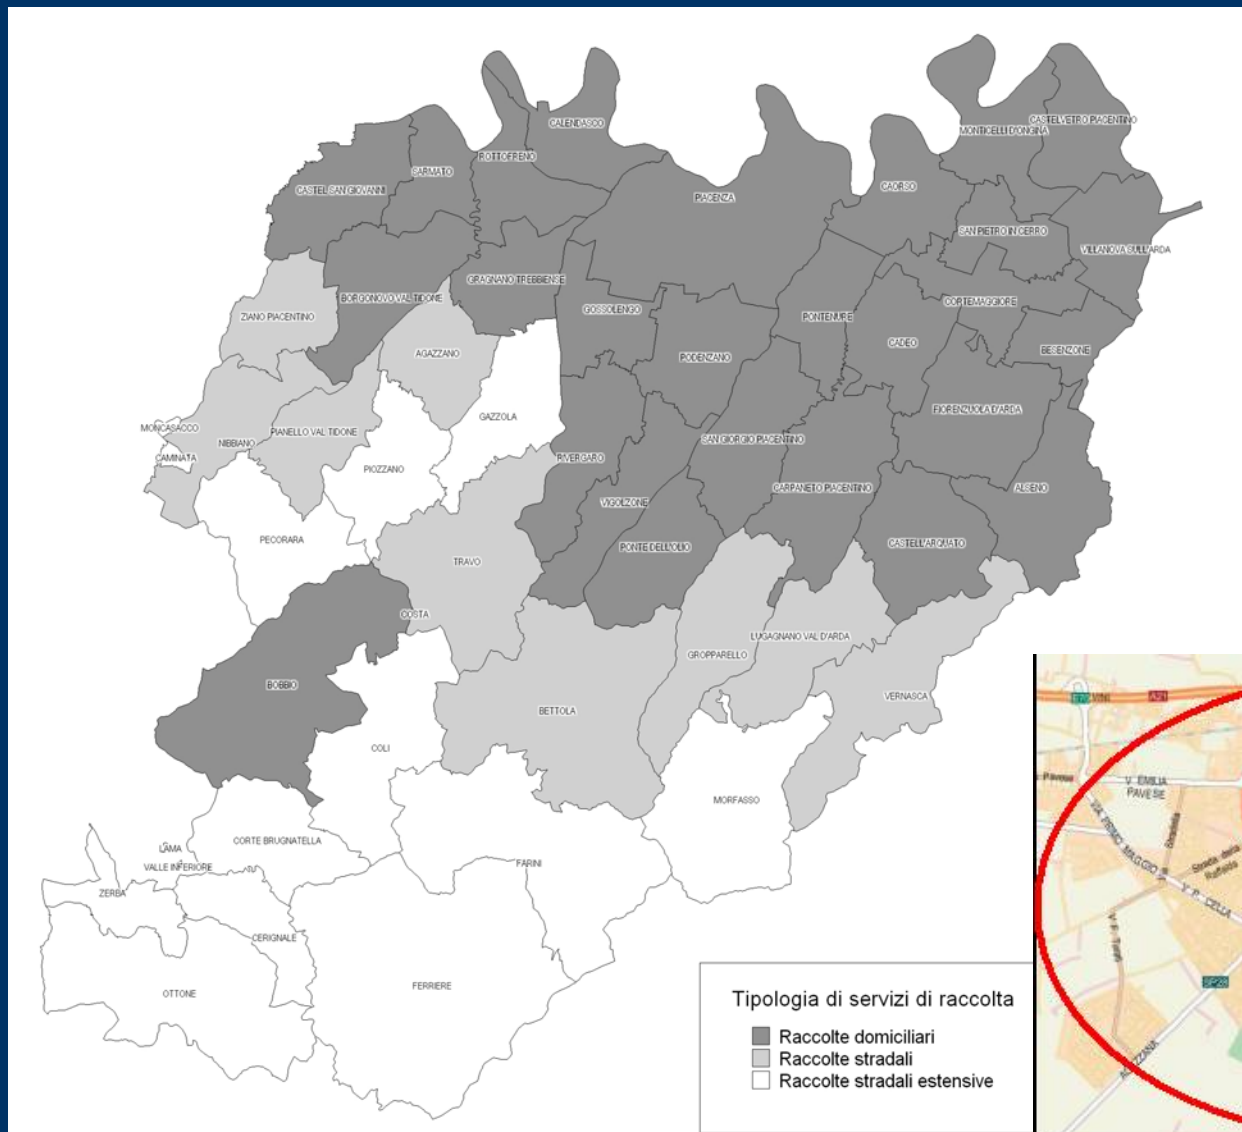 CALENDASCO
CASTELVETRO PIACENTINO
MONTICELLI D'ONGINA
ROTTOFRENO
SARMATO
CASTEL SAN GIOVANNI
CAORSO
PIACENZA
SAN PIETRO IN CERRO
VILLANOVA SULL'ARDA
GRAGNANO TREBBIENSE
BORGONOVO VAL TIDONE
CORTEMAGGIORE
GOSSOLENGO
ZIANO PIACENTINO
PONTENURE
CADEO
BESENZONE
AGAZZANO
PODENZANO
FIORENZUOLA D'ARDA
GAZZOLA
MONCASACCO
PIANELLO VAL TIDONE
NIBBIANO
SAN GIORGIO PIACENTINO
CAMINATA
RIVERGARO
PIOZZANO
CARPANETO PIACENTINO
ALSENO
VIGOLZONE
PECORARA
CASTELL'ARQUATO
PONTE DELL'OLIO
TRAVO
COSTA
LUGAGNANO VAL D'ARDA
GROPPARELLO
BOBBIO
VERNASCA
BETTOLA
COLI
MORFASSO
CORTE BRUGNATELLA
LAMA
VALLE INFERIORE
FARINI
ZERBA
CERIGNALE
FERRIERE
OTTONE
Tipologia di servizi di raccolta
Raccolte domiciliari
Raccolte stradali
Raccolte stradali estensive
A21
Pavese
V. EMILIA
PAVESE
VIA PRIMO MAGGIO
Strada della
Raffalda
V. P. CELLA